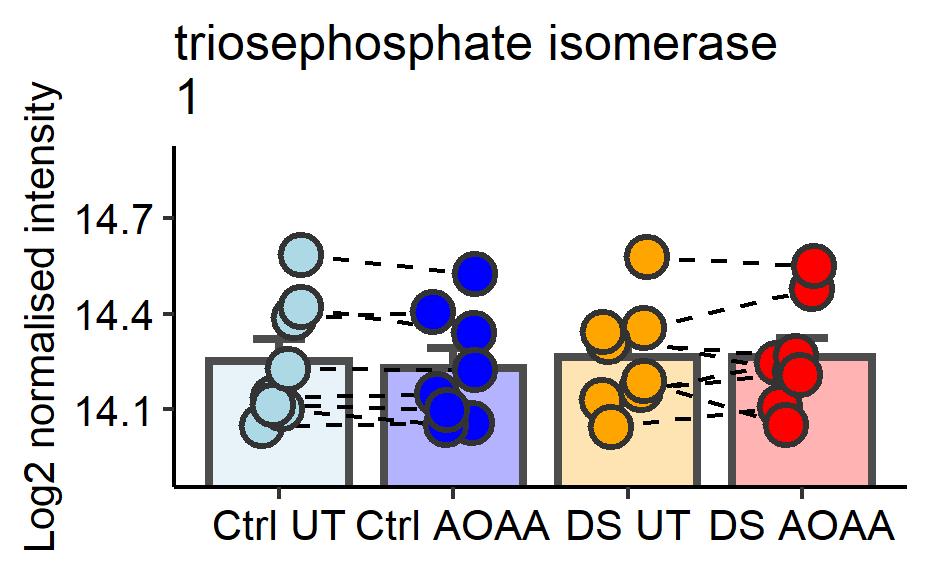 triosephosphate isomerase
1
Log2 normalised intensity
14.7
14.4
14.1
Ctrl UT Ctrl AOAA DS UT DS AOAA